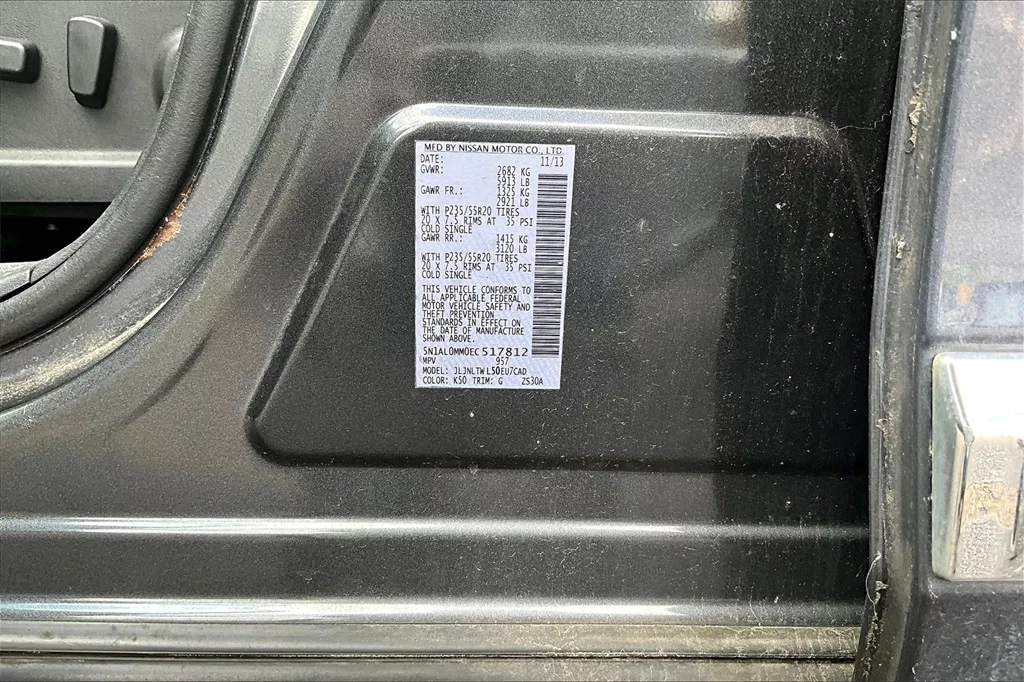 MFD BY NISSAN MOTOR CO., LTD.
DATE: 11/13
GVWR: 2682 KG
5913 LB
GAWR FR.: 1325 KG
2921 LB
WITH P235/55R20 TIRES
20 X 7.5 RIMS AT 35 PSI
COLD SINGLE
GAWR RR.: 1415 KG
3120 LB
WITH P235/55R20 TIRES
20 X 7.5 RIMS AT 35 PSI
COLD SINGLE
THIS VEHICLE CONFORMS TO
ALL APPLICABLE FEDERAL
MOTOR VEHICLE SAFETY AND
THEFT PREVENTION
STANDARDS IN EFFECT ON
THE DATE OF MANUFACTURE
SHOWN ABOVE.
5N1AL0MM0EC517812
MPV 957
MODEL: JLJNLTWL50EU7CAD
COLOR: K50 TRIM: G ZS30A